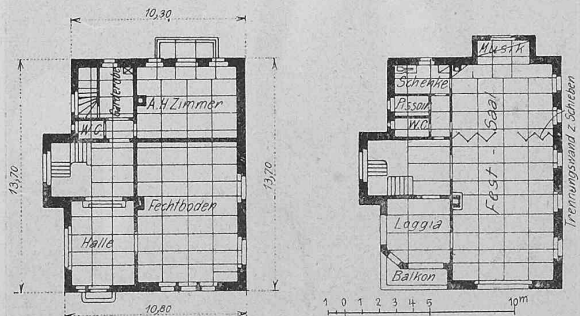 10,30
Garderobe
A.H.Zimmer
W.C.
13,70
13,70
Fechtboden
Halle
10,80
Musik
Schenke
Pissoir
W.C.
Fest-Saal
Trennungswand z. Schieben
Loggia
Balkon
1 0 1 2 3 4 5 10m